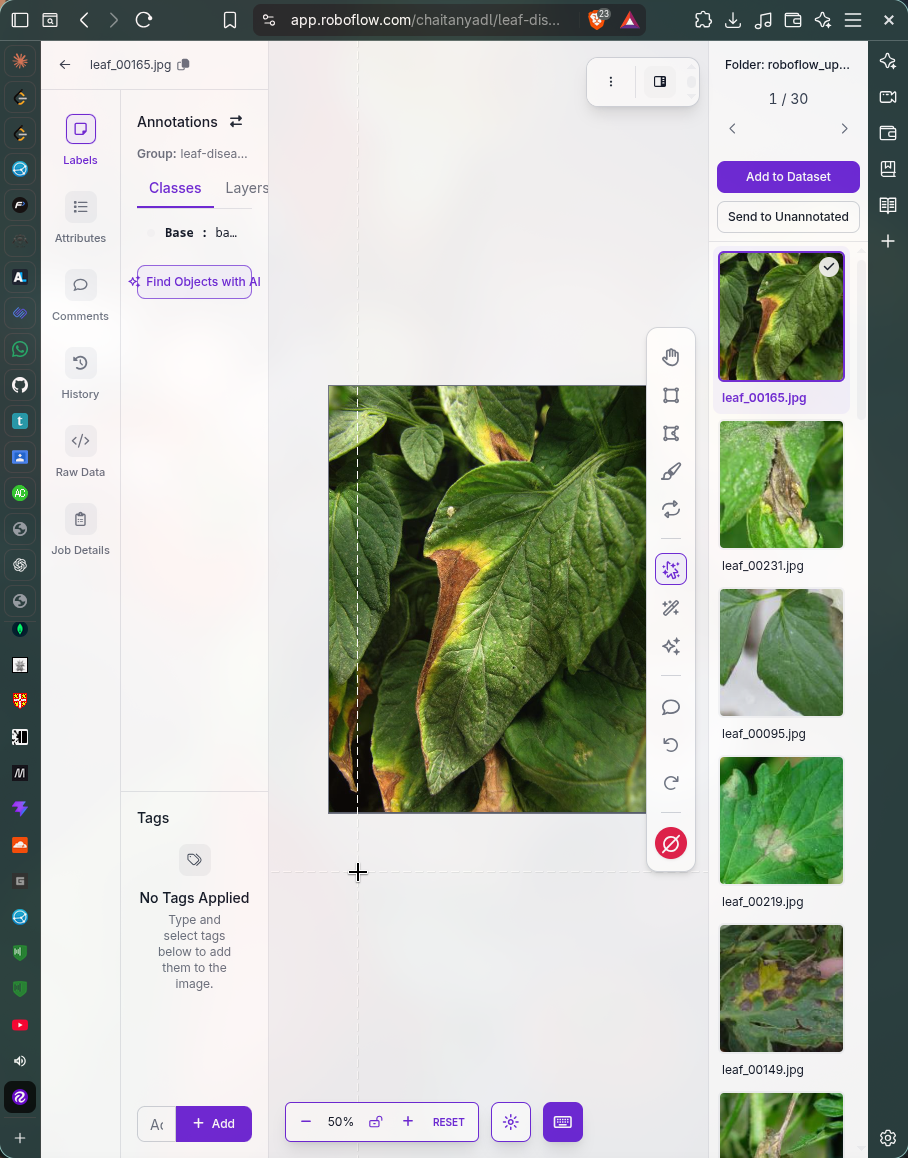 app.roboflow.com/chaitanyadl/leaf-dis...
23
leaf_00165.jpg
Labels
Attributes
Comments
History
Raw Data
Job Details
Annotations
Group: leaf-disea...
Classes
Layers
Base : ba…
Find Objects with AI
Tags
No Tags Applied
Type and
select tags
below to add
them to the
image.
Add
50%
RESET
Folder: roboflow_up...
1 / 30
Add to Dataset
Send to Unannotated
leaf_00165.jpg
leaf_00231.jpg
leaf_00095.jpg
leaf_00219.jpg
leaf_00149.jpg